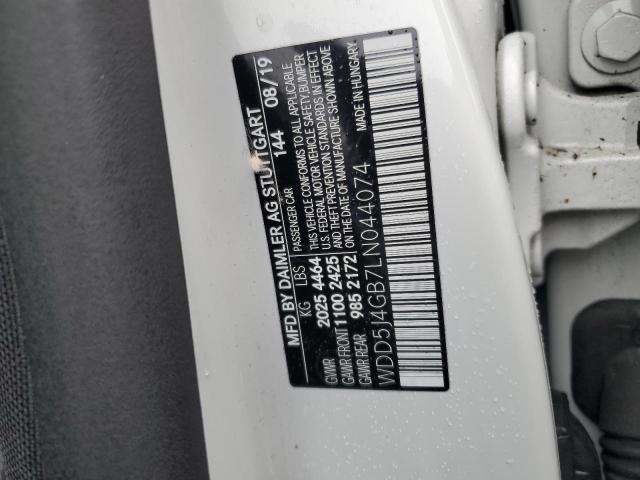 MFD BY DAIMLER AG STUTTGART
144 08/19
KG LBS PASSENGER CAR
GVWR 2025 4464 THIS VEHICLE CONFORMS TO ALL APPLICABLE
GAWR FRONT 1100 2425 U.S. FEDERAL MOTOR VEHICLE SAFETY, BUMPER
GAWR REAR 985 2172 AND THEFT PREVENTION STANDARDS IN EFFECT
ON THE DATE OF MANUFACTURE SHOWN ABOVE
WDD5J4GB7LN044074 MADE IN HUNGARY